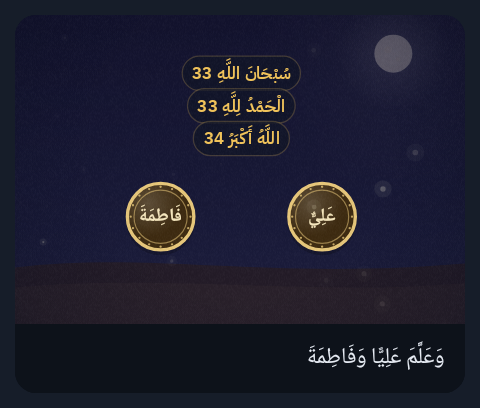 سُبْحَانَ اللَّهِ 33
الْحَمْدُ لِلَّهِ 33
اللَّهُ أَكْبَرُ 34
عَلِيٌّ
فَاطِمَةَ
وَعَلَّمَ عَلِيًّا وَفَاطِمَةَ